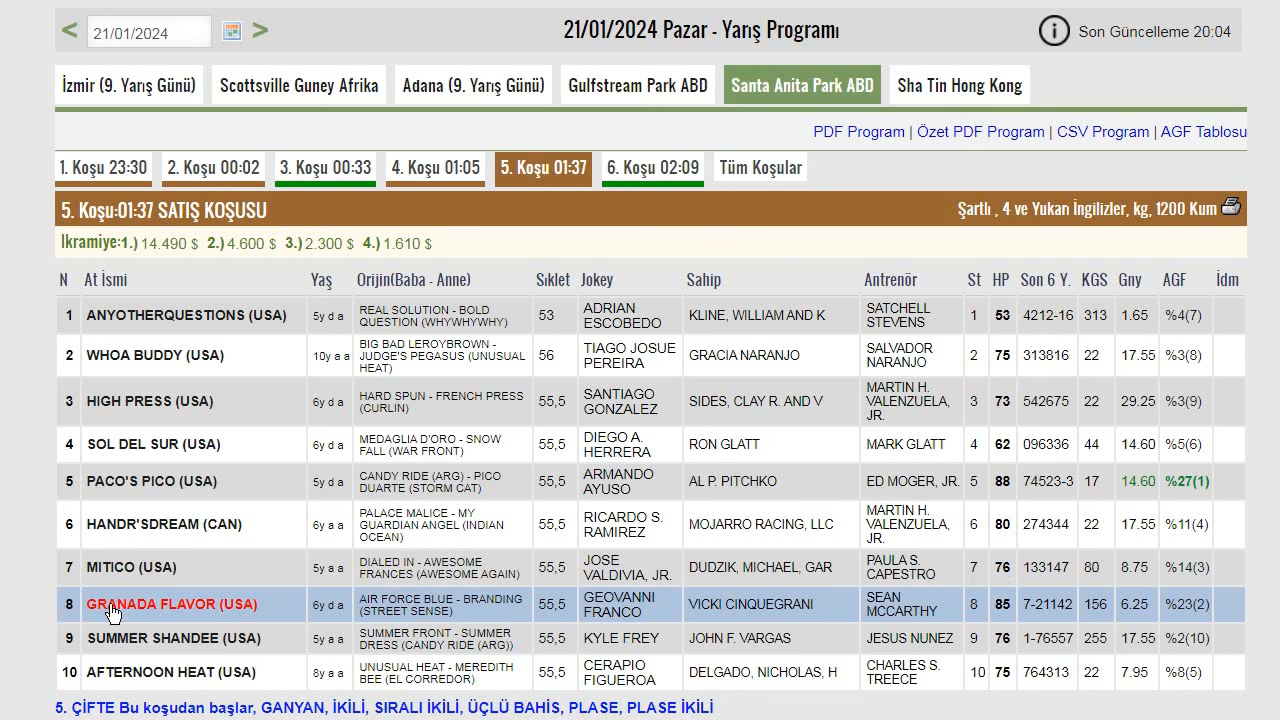 < 21/01/2024 > 21/01/2024 Pazar - Yarış Programı Son Güncelleme 20:04
İzmir (9. Yarış Günü) Scottsville Guney Afrika Adana (9. Yarış Günü) Gulfstream Park ABD Santa Anita Park ABD Sha Tin Hong Kong
PDF Program | Özet PDF Program | CSV Program | AGF Tablosu
1. Koşu 23:30 2. Koşu 00:02 3. Koşu 00:33 4. Koşu 01:05 5. Koşu 01:37 6. Koşu 02:09 Tüm Koşular
5. Koşu:01:37 SATIŞ KOŞUSU Şartlı , 4 ve Yukarı İngilizler, kg, 1200 Kum
Ikramiye:1.) 14.490 $ 2.) 4.600 $ 3.) 2.300 $ 4.) 1.610 $
N At İsmi Yaş Orijin(Baba - Anne) Sıklet Jokey Sahip Antrenör St HP Son 6 Y. KGS Gny AGF İdm
1 ANYOTHERQUESTIONS (USA) 5y d a REAL SOLUTION - BOLD QUESTION (WHYWHYWHY) 53 ADRIAN ESCOBEDO KLINE, WILLIAM AND K SATCHELL STEVENS 1 53 4212-16 313 1.65 %4(7)
2 WHOA BUDDY (USA) 10y a a BIG BAD LEROYBROWN - JUDGE'S PEGASUS (UNUSUAL HEAT) 56 TIAGO JOSUE PEREIRA GRACIA NARANJO SALVADOR NARANJO 2 75 313816 22 17.55 %3(8)
3 HIGH PRESS (USA) 6y d a HARD SPUN - FRENCH PRESS (CURLIN) 55,5 SANTIAGO GONZALEZ SIDES, CLAY R. AND V MARTIN H. VALENZUELA, JR. 3 73 542675 22 29.25 %3(9)
4 SOL DEL SUR (USA) 6y d a MEDAGLIA D'ORO - SNOW FALL (WAR FRONT) 55,5 DIEGO A. HERRERA RON GLATT MARK GLATT 4 62 096336 44 14.60 %5(6)
5 PACO'S PICO (USA) 5y d a CANDY RIDE (ARG) - PICO DUARTE (STORM CAT) 55,5 ARMANDO AYUSO AL P. PITCHKO ED MOGER, JR. 5 88 74523-3 17 14.60 %27(1)
6 HANDR'SDREAM (CAN) 6y a a PALACE MALICE - MY GUARDIAN ANGEL (INDIAN OCEAN) 55,5 RICARDO S. RAMIREZ MOJARRO RACING, LLC MARTIN H. VALENZUELA, JR. 6 80 274344 22 17.55 %11(4)
7 MITICO (USA) 5y a a DIALED IN - AWESOME FRANCES (AWESOME AGAIN) 55,5 JOSE VALDIVIA, JR. DUDZIK, MICHAEL, GAR PAULA S. CAPESTRO 7 76 133147 80 8.75 %14(3)
8 GRANADA FLAVOR (USA) 6y d a AIR FORCE BLUE - BRANDING (STREET SENSE) 55,5 GEOVANNI FRANCO VICKI CINQUEGRANI SEAN MCCARTHY 8 85 7-21142 156 6.25 %23(2)
9 SUMMER SHANDEE (USA) 5y a a SUMMER FRONT - SUMMER DRESS (CANDY RIDE (ARG)) 55,5 KYLE FREY JOHN F. VARGAS JESUS NUNEZ 9 76 1-76557 255 17.55 %2(10)
10 AFTERNOON HEAT (USA) 8y a a UNUSUAL HEAT - MEREDITH BEE (EL CORREDOR) 55,5 CERAPIO FIGUEROA DELGADO, NICHOLAS, H CHARLES S. TREECE 10 75 764313 22 7.95 %8(5)
5. ÇİFTE Bu koşudan başlar, GANYAN, İKİLİ, SIRALI İKİLİ, ÜÇLÜ BAHİS, PLASE, PLASE İKİLİ